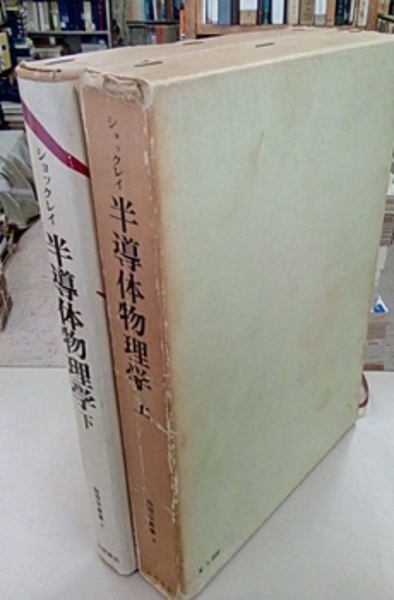 ショックレイ
半導体物理学 下
ショックレイ
半導体物理学 上